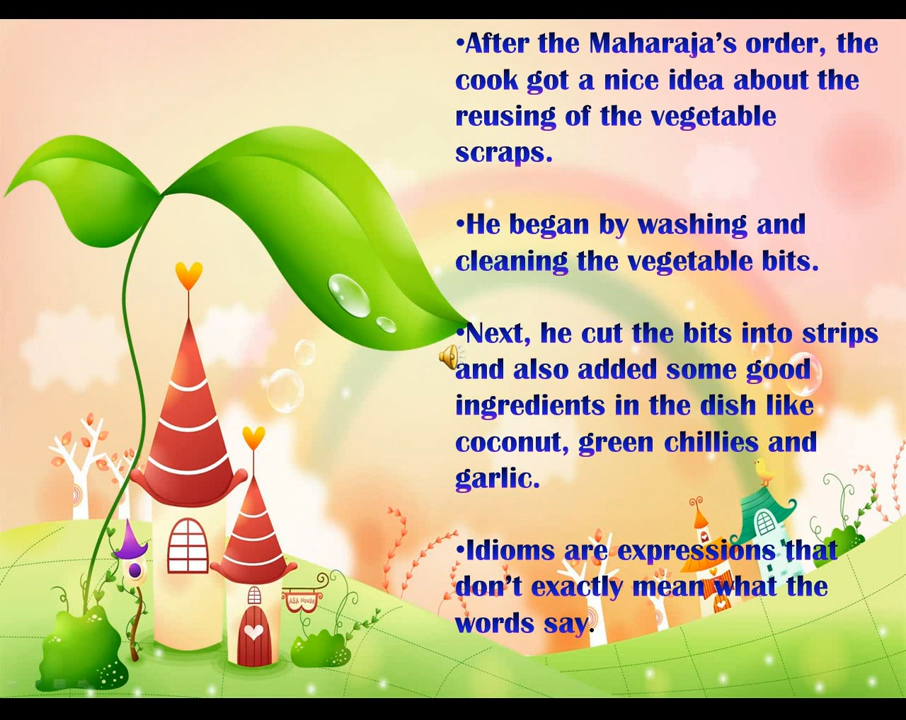 •After the Maharaja's order, the
cook got a nice idea about the
reusing of the vegetable
scraps.
•He began by washing and
cleaning the vegetable bits.
•Next, he cut the bits into strips
and also added some good
ingredients in the dish like
coconut, green chillies and
garlic.
•Idioms are expressions that
don't exactly mean what the
words say.